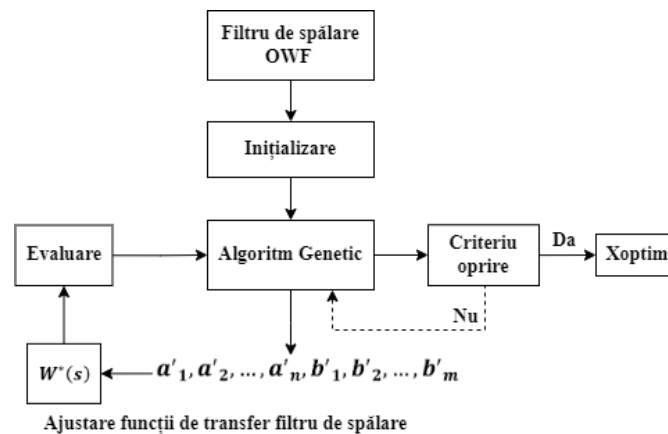 Filtru de spălare
OWF
Inițializare
Evaluare
Algoritm Genetic
Criteriu
oprire
Da
Xoptim
Nu
W*(s)
a'₁, a'₂, ..., a'ₙ, b'₁, b'₂, ..., b'ₘ
Ajustare funcții de transfer filtru de spălare